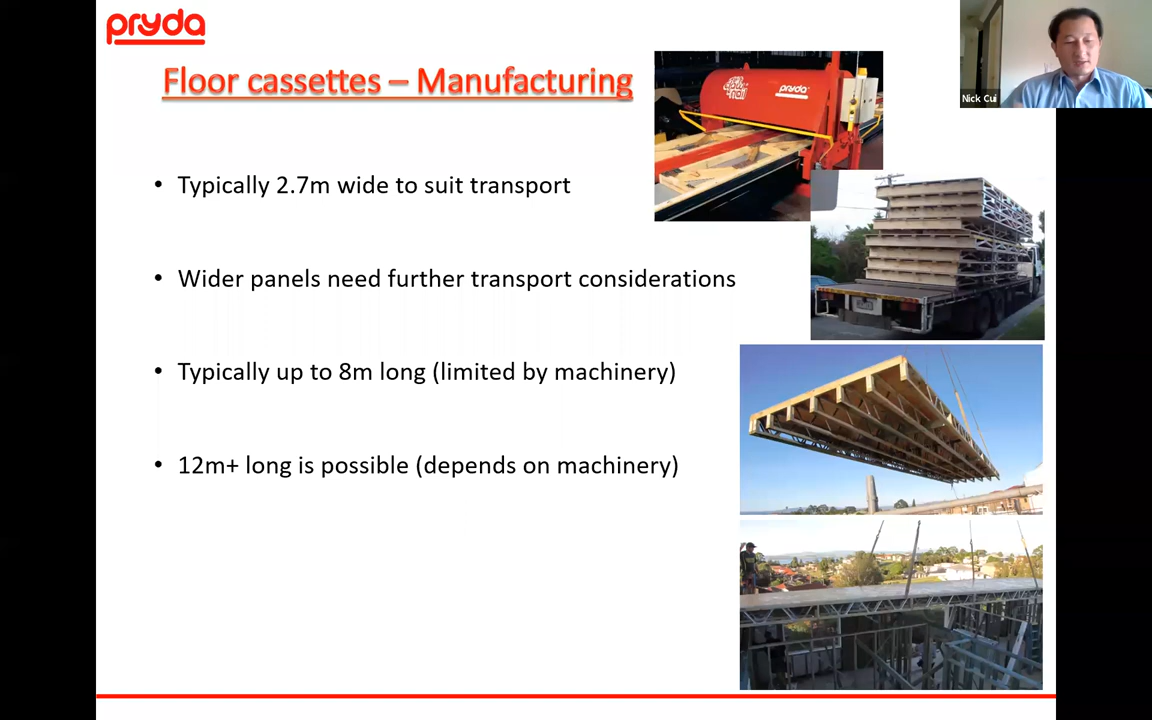 pryda
Floor cassettes – Manufacturing
pryda
Nick Cui
• Typically 2.7m wide to suit transport
• Wider panels need further transport considerations
• Typically up to 8m long (limited by machinery)
• 12m+ long is possible (depends on machinery)